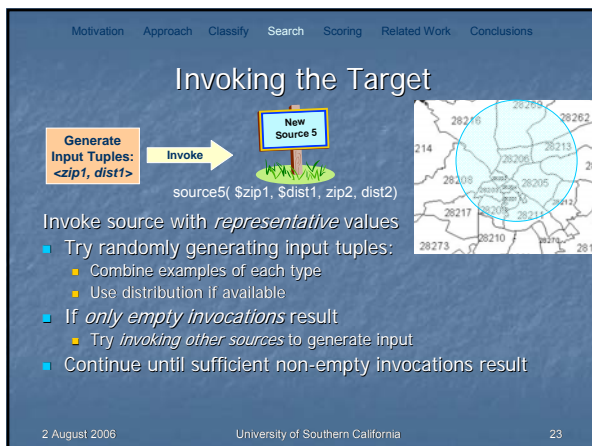 Motivation Approach Classify Search Scoring Related Work Conclusions
Invoking the Target
Generate
Input Tuples:
<zip1, dist1>
Invoke
New
Source 5
source5( $zip1, $dist1, zip2, dist2)
28269
28216
28262
214
28213
28206
28208
28205
28217
28211
28212
28210
28273
Invoke source with representative values
Try randomly generating input tuples:
Combine examples of each type
Use distribution if available
If only empty invocations result
Try invoking other sources to generate input
Continue until sufficient non-empty invocations result
2 August 2006 University of Southern California 23